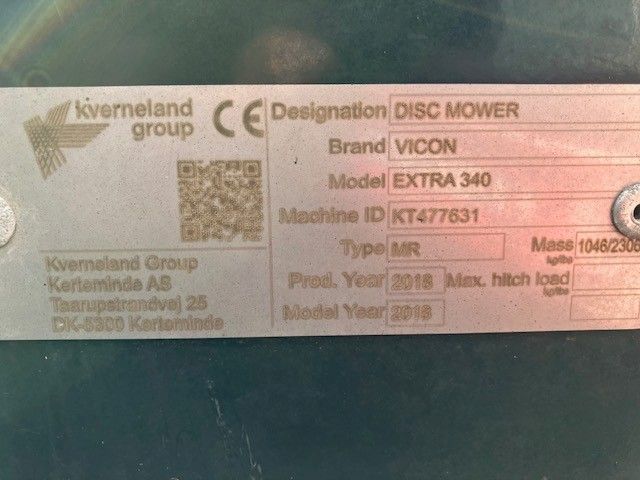 kverneland
group
CE
Designation DISC MOWER
Brand VICON
Model EXTRA 340
Machine ID KT477631
Type MR Mass kg/lbs 1046/2306
Prod. Year 2018 Max. hitch load kg/lbs
Model Year 2018
Kverneland Group
Kerteminde AS
Taarupstrandvej 25
DK-5300 Kerteminde